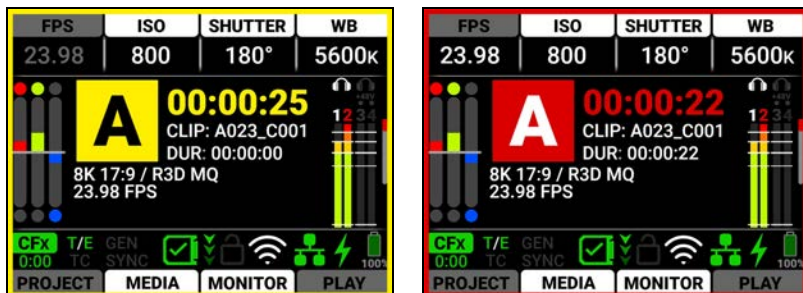 FPS ISO SHUTTER WB
23.98 800 180° 5600K
A
00:00:25
CLIP: A023_C001
DUR: 00:00:00
8K 17:9 / R3D MQ
23.98 FPS
+48V
1 2 3 4
CFX T/E GEN
0:00 TC SYNC
100%
PROJECT MEDIA MONITOR PLAY
FPS ISO SHUTTER WB
23.98 800 180° 5600K
A
00:00:22
CLIP: A023_C001
DUR: 00:00:22
8K 17:9 / R3D MQ
23.98 FPS
+48V
1 2 3 4
CFX T/E GEN
0:00 TC SYNC
100%
PROJECT MEDIA MONITOR PLAY